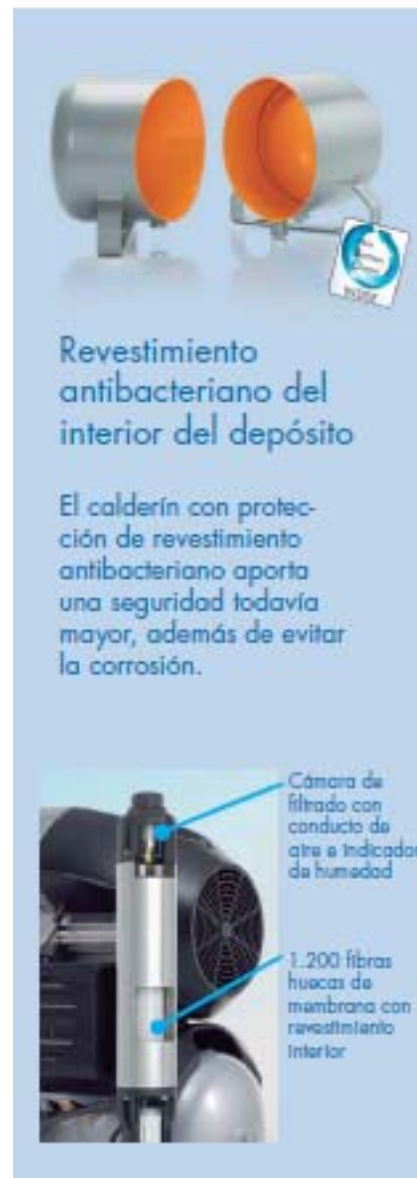 Revestimiento
antibacteriano del
interior del depósito
El calderín con protec-
ción de revestimiento
antibacteriano aporta
una seguridad todavía
mayor, además de evitar
la corrosión.
Cámara de
filtrado con
conducto de
aire e indicador
de humedad
1.200 fibras
huecas de
membrana con
revestimiento
interior